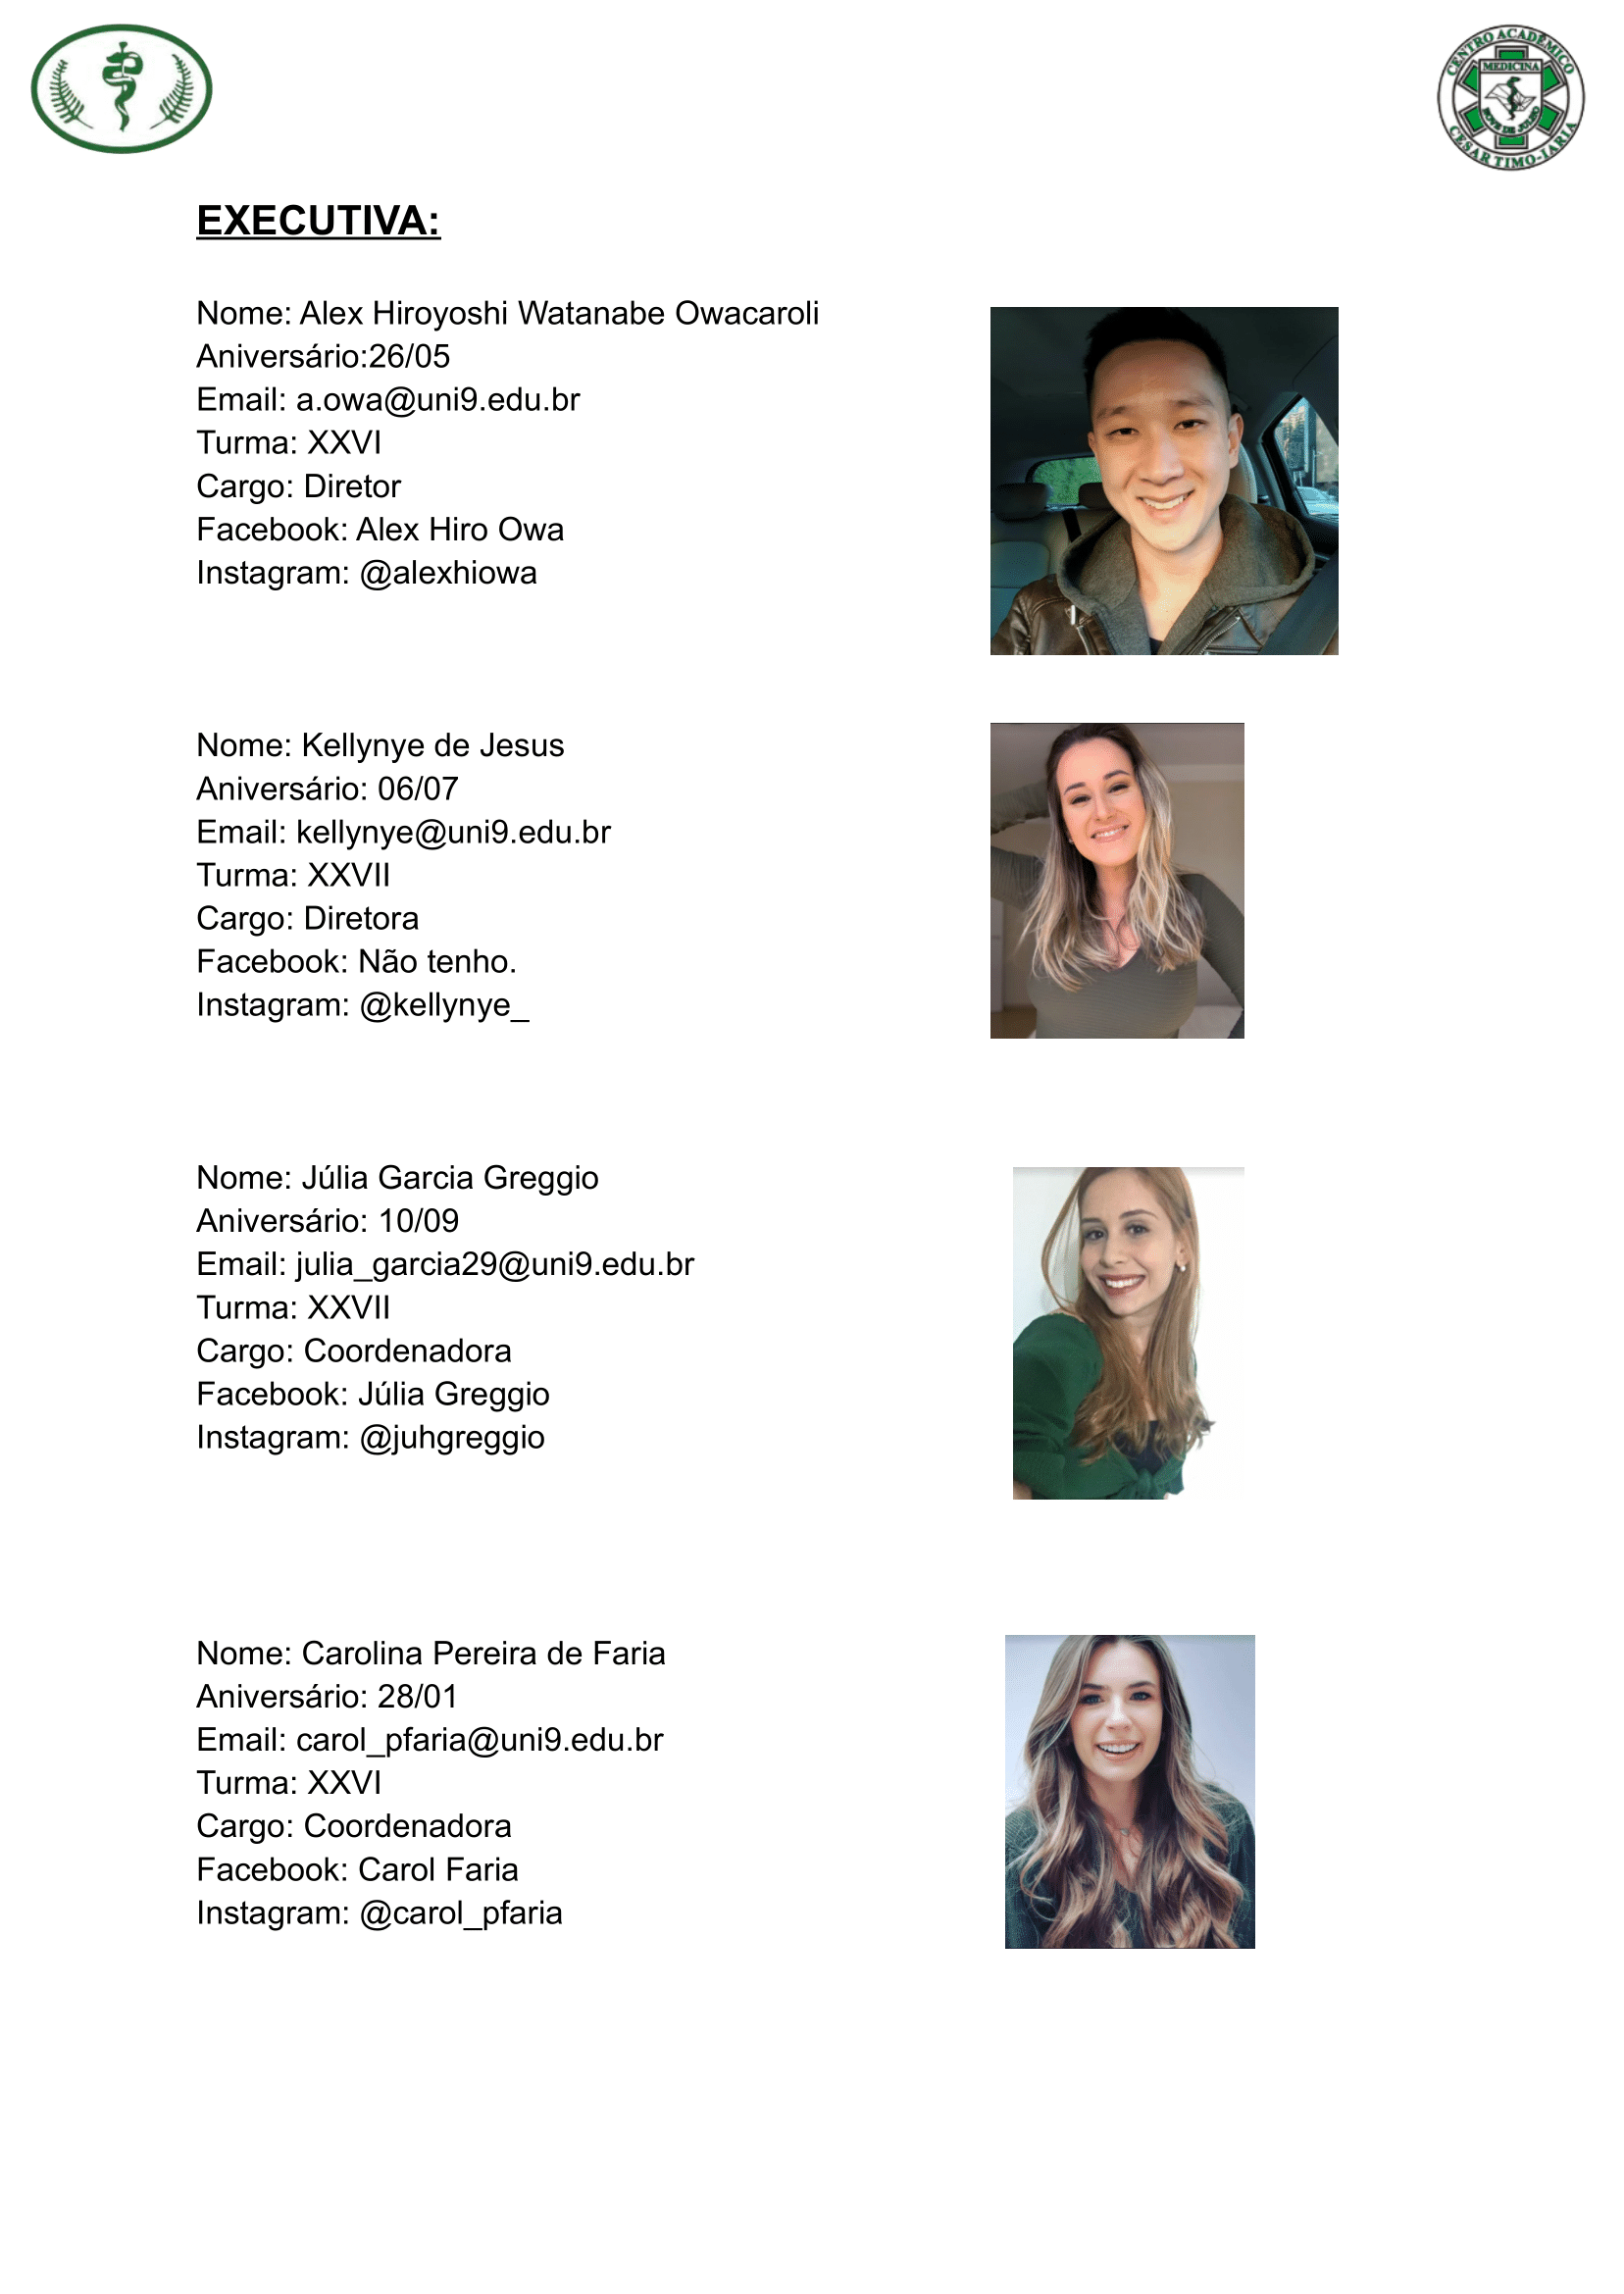 CENTRO ACADÊMICO
MEDICINA
NOVE DE JULHO
CESAR TIMO-IARIA
EXECUTIVA:
Nome: Alex Hiroyoshi Watanabe Owacaroli
Aniversário:26/05
Email: a.owa@uni9.edu.br
Turma: XXVI
Cargo: Diretor
Facebook: Alex Hiro Owa
Instagram: @alexhiowa
Nome: Kellynye de Jesus
Aniversário: 06/07
Email: kellynye@uni9.edu.br
Turma: XXVII
Cargo: Diretora
Facebook: Não tenho.
Instagram: @kellynye_
Nome: Júlia Garcia Greggio
Aniversário: 10/09
Email: julia_garcia29@uni9.edu.br
Turma: XXVII
Cargo: Coordenadora
Facebook: Júlia Greggio
Instagram: @juhgreggio
Nome: Carolina Pereira de Faria
Aniversário: 28/01
Email: carol_pfaria@uni9.edu.br
Turma: XXVI
Cargo: Coordenadora
Facebook: Carol Faria
Instagram: @carol_pfaria